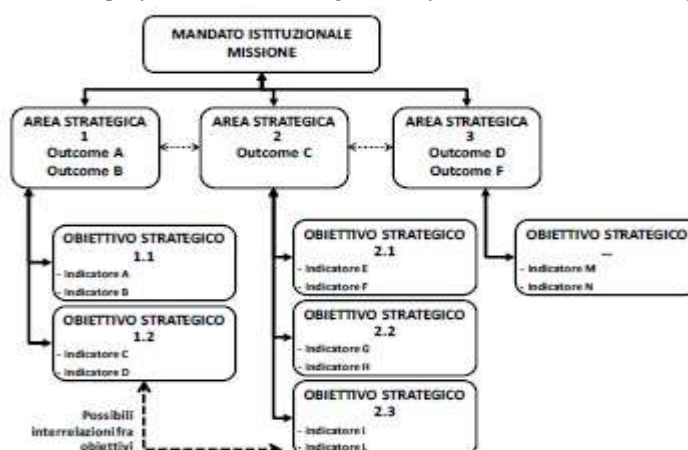 MANDATO ISTITUZIONALE
MISSIONE
AREA STRATEGICA
1
Outcome A
Outcome B
AREA STRATEGICA
2
Outcome C
AREA STRATEGICA
3
Outcome D
Outcome F
OBIETTIVO STRATEGICO
1.1
- Indicatore A
- Indicatore B
OBIETTIVO STRATEGICO
1.2
- Indicatore C
- Indicatore D
OBIETTIVO STRATEGICO
2.1
- Indicatore E
- Indicatore F
OBIETTIVO STRATEGICO
2.2
- Indicatore G
- Indicatore H
OBIETTIVO STRATEGICO
2.3
- Indicatore I
- Indicatore L
OBIETTIVO STRATEGICO
...
- Indicatore M
- Indicatore N
Possibili
interrelazioni fra
obiettivi